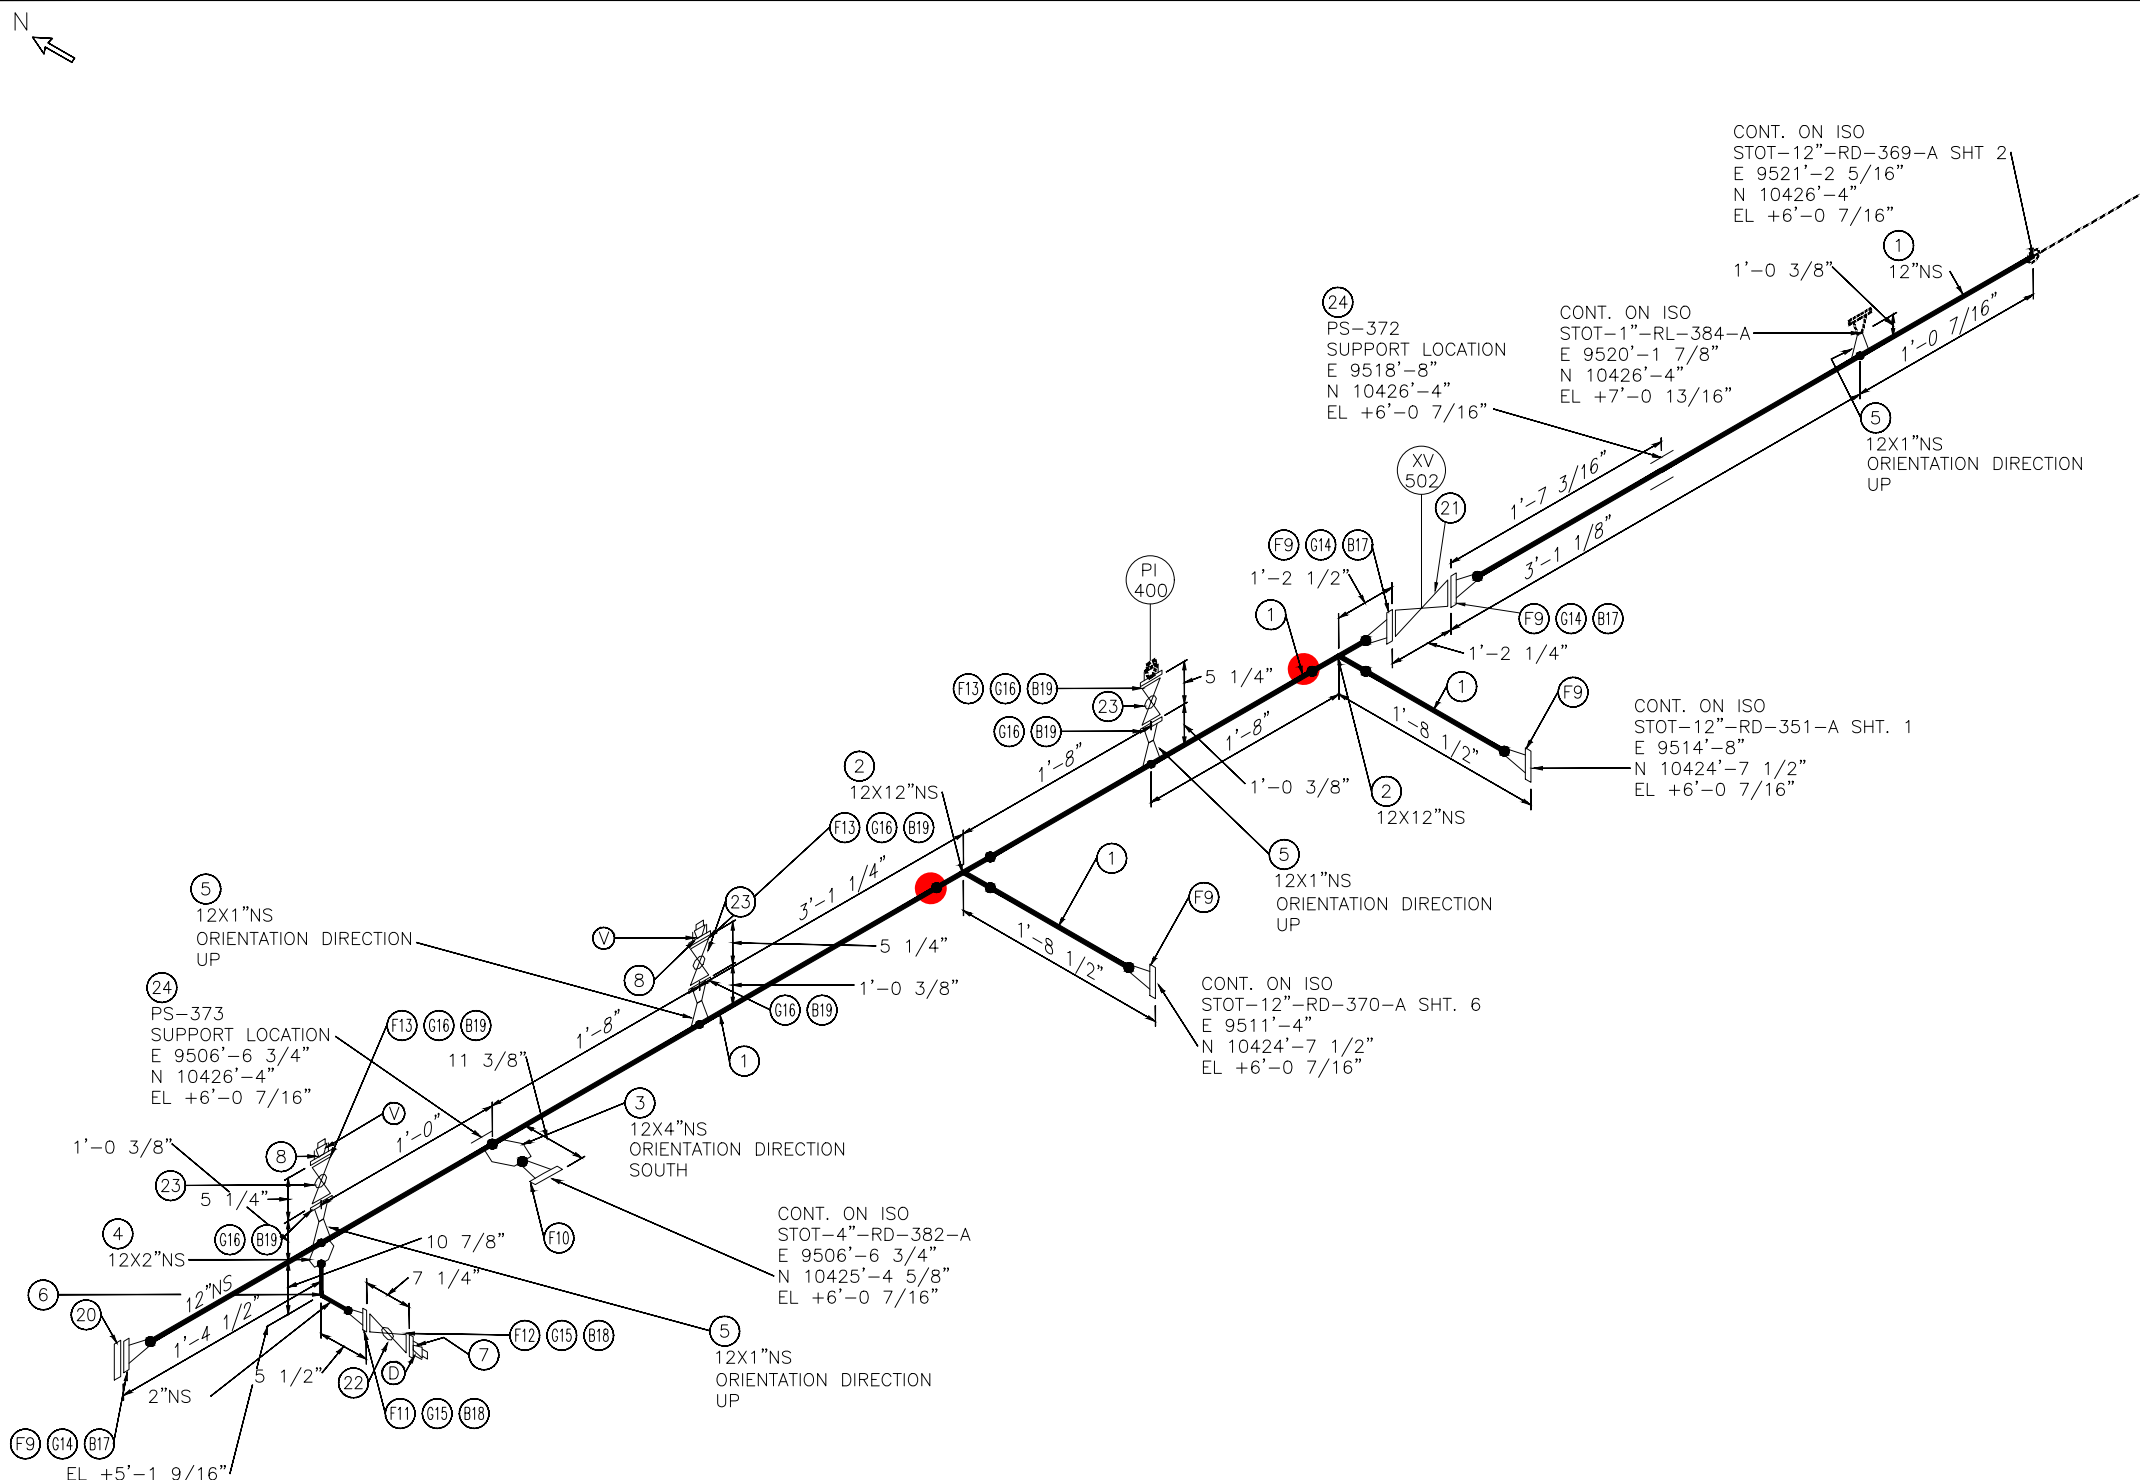 N
CONT. ON ISO
STOT-12"-RD-369-A SHT 2
E 9521'-2 5/16"
N 10426'-4"
EL +6'-0 7/16"
1
12"NS
1'-0 3/8"
1'-0 7/16"
24
PS-372
SUPPORT LOCATION
E 9518'-8"
N 10426'-4"
EL +6'-0 7/16"
CONT. ON ISO
STOT-1"-RL-384-A
E 9520'-1 7/8"
N 10426'-4"
EL +7'-0 13/16"
5
12X1"NS
ORIENTATION DIRECTION
UP
XV
502
21
1'-7 3/16"
3'-1 1/8"
F9 G14 B17
1'-2 1/2"
F9 G14 B17
1'-2 1/4"
PI
400
1
F13 G16 B19
5 1/4"
23
G16 B19
1'-8"
1'-8"
1'-0 3/8"
1
F9
1'-8 1/2"
CONT. ON ISO
STOT-12"-RD-351-A SHT. 1
E 9514'-8"
N 10424'-7 1/2"
EL +6'-0 7/16"
2
12X12"NS
2
12X12"NS
F13 G16 B19
5
12X1"NS
ORIENTATION DIRECTION
UP
1
F9
1'-8 1/2"
CONT. ON ISO
STOT-12"-RD-370-A SHT. 6
E 9511'-4"
N 10424'-7 1/2"
EL +6'-0 7/16"
3'-1 1/4"
23
5
12X1"NS
ORIENTATION DIRECTION
UP
V
8
5 1/4"
1'-0 3/8"
G16 B19
1
1'-8"
24
PS-373
SUPPORT LOCATION
E 9506'-6 3/4"
N 10426'-4"
EL +6'-0 7/16"
F13 G16 B19
11 3/8"
3
12X4"NS
ORIENTATION DIRECTION
SOUTH
V
1'-0"
1'-0 3/8"
8
23
5 1/4"
F10
CONT. ON ISO
STOT-4"-RD-382-A
E 9506'-6 3/4"
N 10425'-4 5/8"
EL +6'-0 7/16"
4
12X2"NS
G16 B19
10 7/8"
7 1/4"
6
12"NS
20
1'-4 1/2"
F12 G15 B18
7
D
5
12X1"NS
ORIENTATION DIRECTION
UP
5 1/2"
22
2"NS
F11 G15 B18
F9 G14 B17
EL +5'-1 9/16"